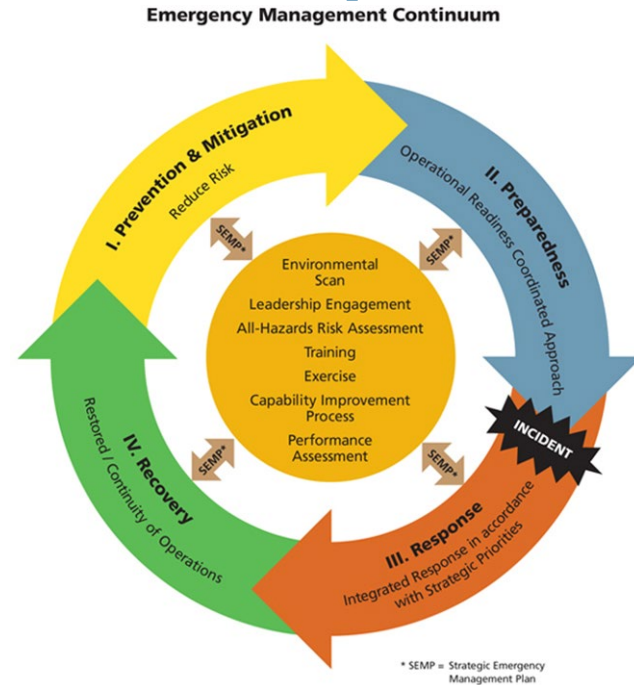 Emergency Management Continuum
I. Prevention & Mitigation
Reduce Risk
II. Preparedness
Operational Readiness Coordinated Approach
INCIDENT
III. Response
Integrated Response in accordance
with Strategic Priorities
IV. Recovery
Restored / Continuity of Operations
SEMP*
SEMP*
SEMP*
SEMP*
Environmental
Scan
Leadership Engagement
All-Hazards Risk Assessment
Training
Exercise
Capability Improvement
Process
Performance
Assessment
* SEMP = Strategic Emergency
Management Plan